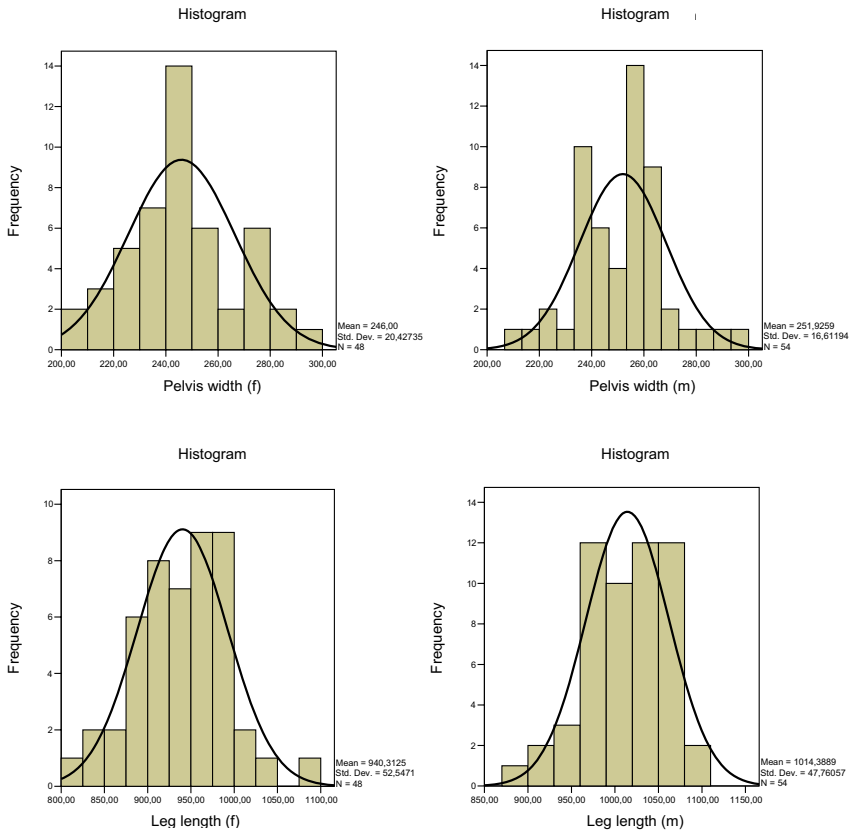 Histogram
Frequency
14
12
10
8
6
4
2
0
200,00 220,00 240,00 260,00 280,00 300,00
Pelvis width (f)
Mean = 246,00
Std. Dev. = 20,42735
N = 48
Histogram
Frequency
14
12
10
8
6
4
2
0
200,00 220,00 240,00 260,00 280,00 300,00
Pelvis width (m)
Mean = 251,9259
Std. Dev. = 16,61194
N = 54
Histogram
Frequency
10
8
6
4
2
0
800,00 850,00 900,00 950,00 1000,00 1050,00 1100,00
Leg length (f)
Mean = 940,3125
Std. Dev. = 52,5471
N = 48
Histogram
Frequency
14
12
10
8
6
4
2
0
850,00 900,00 950,00 1000,00 1050,00 1100,00 1150,00
Leg length (m)
Mean = 1014,3889
Std. Dev. = 47,76057
N = 54